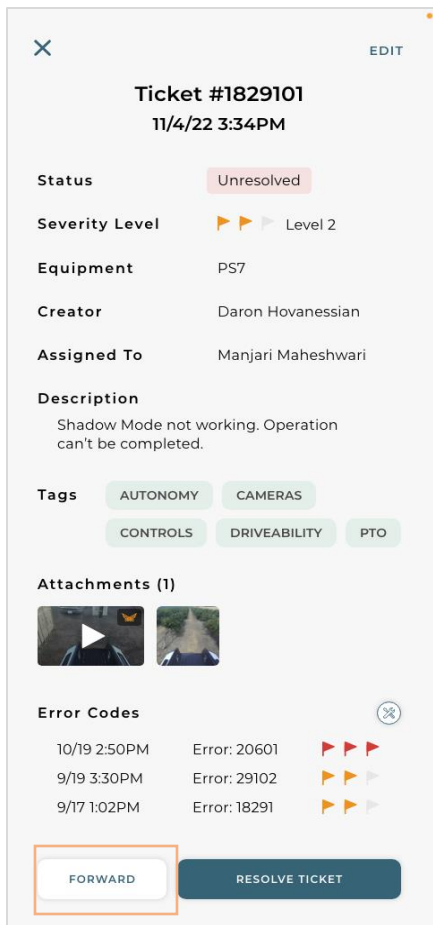 EDIT
Ticket #1829101
11/4/22 3:34PM
Status Unresolved
Severity Level Level 2
Equipment PS7
Creator Daron Hovanessian
Assigned To Manjari Maheshwari
Description
Shadow Mode not working. Operation
can't be completed.
Tags AUTONOMY CAMERAS
CONTROLS DRIVEABILITY PTO
Attachments (1)
Error Codes
10/19 2:50PM Error: 20601
9/19 3:30PM Error: 29102
9/17 1:02PM Error: 18291
FORWARD RESOLVE TICKET